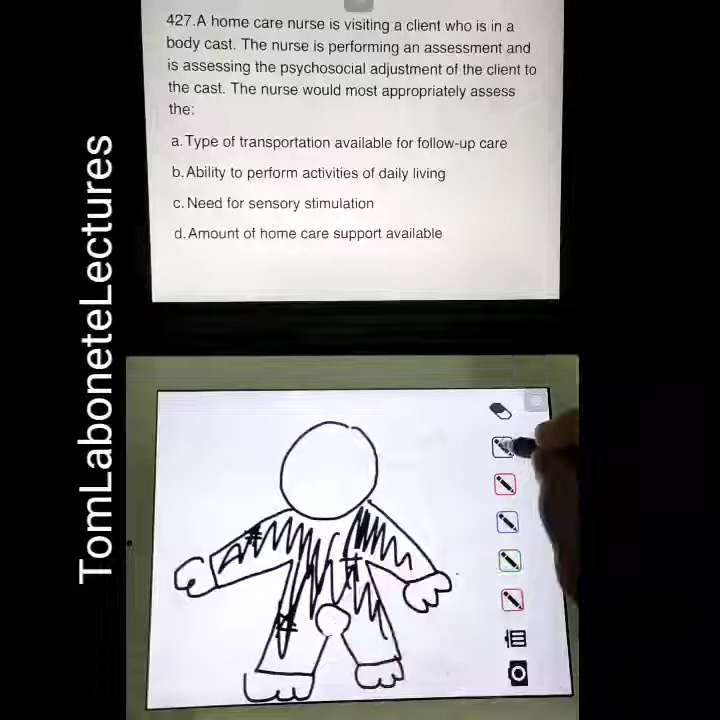 427.A home care nurse is visiting a client who is in a
body cast. The nurse is performing an assessment and
is assessing the psychosocial adjustment of the client to
the cast. The nurse would most appropriately assess
the:
a. Type of transportation available for follow-up care
b. Ability to perform activities of daily living
c. Need for sensory stimulation
d. Amount of home care support available
TomLaboneteLectures